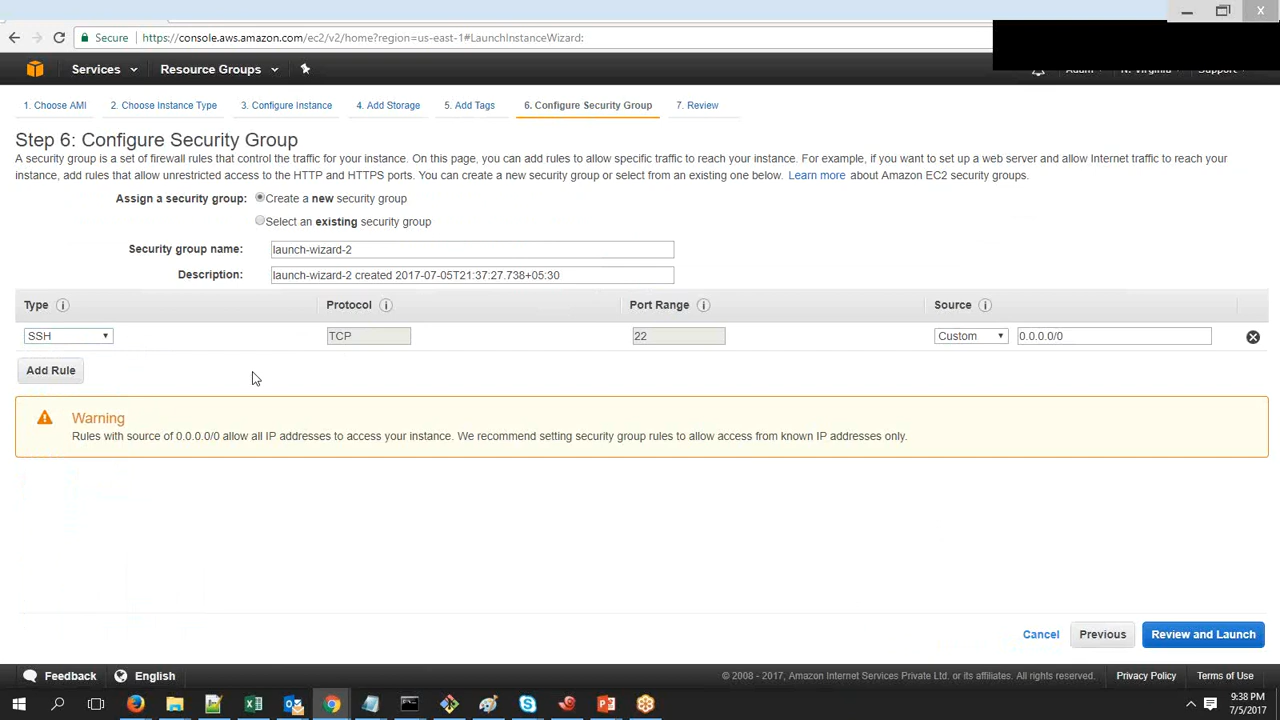 Secure https://console.aws.amazon.com/ec2/v2/home?region=us-east-1#LaunchInstanceWizard:
Services Resource Groups Adam N. Virginia Support
1. Choose AMI 2. Choose Instance Type 3. Configure Instance 4. Add Storage 5. Add Tags 6. Configure Security Group 7. Review
Step 6: Configure Security Group
A security group is a set of firewall rules that control the traffic for your instance. On this page, you can add rules to allow specific traffic to reach your instance. For example, if you want to set up a web server and allow Internet traffic to reach your
instance, add rules that allow unrestricted access to the HTTP and HTTPS ports. You can create a new security group or select from an existing one below. Learn more about Amazon EC2 security groups.
Assign a security group: Create a new security group
Select an existing security group
Security group name: launch-wizard-2
Description: launch-wizard-2 created 2017-07-05T21:37:27.738+05:30
Type Protocol Port Range Source
SSH TCP 22 Custom 0.0.0.0/0
Add Rule
Warning
Rules with source of 0.0.0.0/0 allow all IP addresses to access your instance. We recommend setting security group rules to allow access from known IP addresses only.
Cancel Previous Review and Launch
Feedback English © 2008 - 2017, Amazon Internet Services Private Ltd. or its affiliates. All rights reserved. Privacy Policy Terms of Use
9:38 PM
7/5/2017